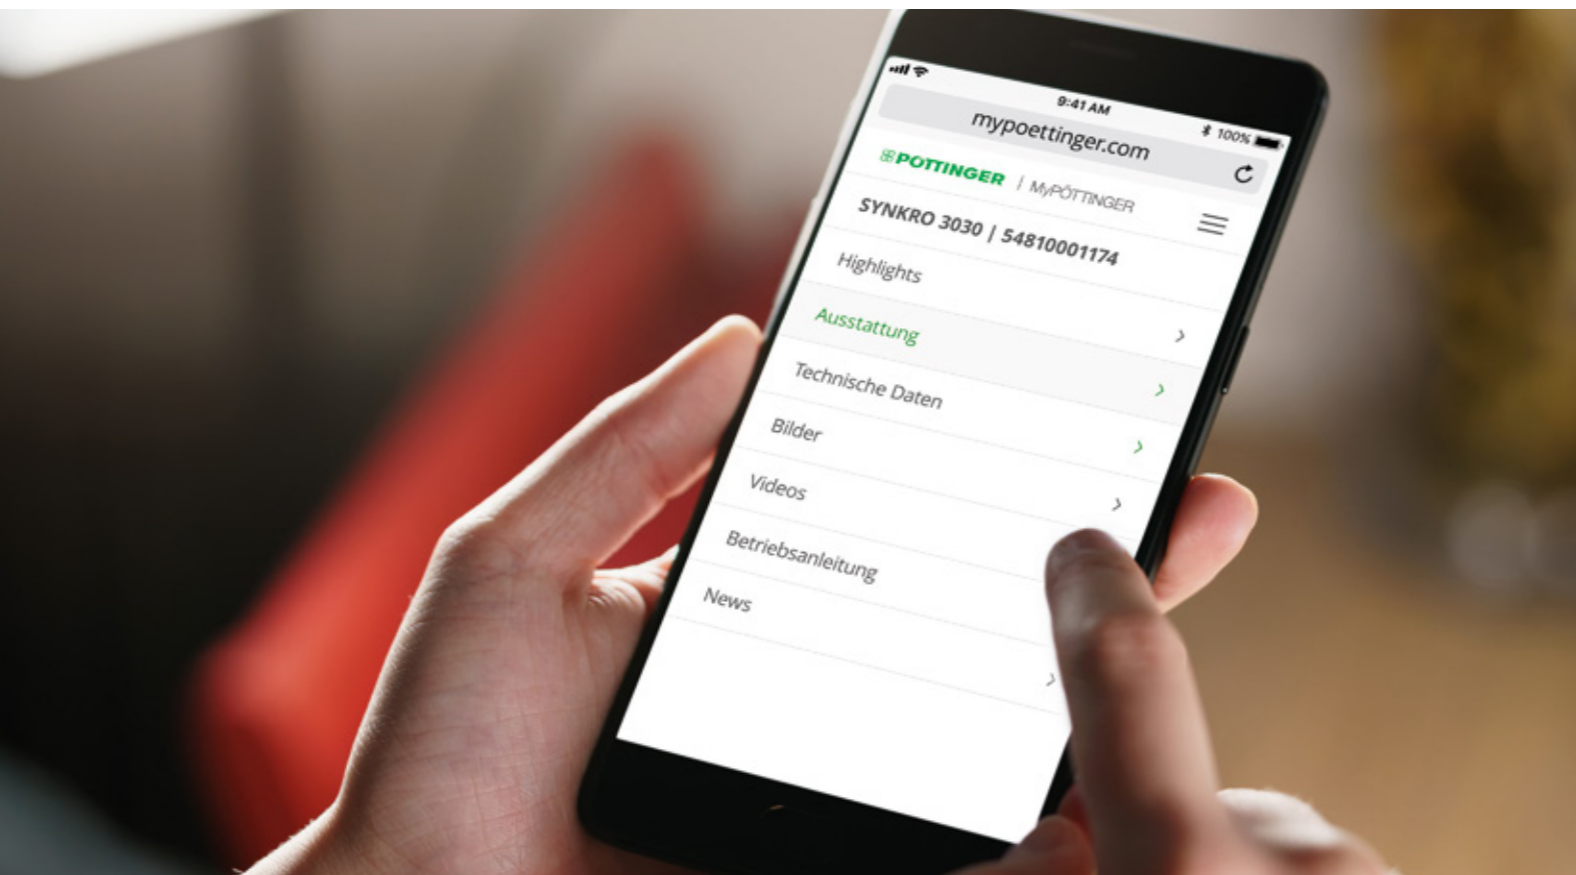 9:41 AM
100%
mypoettinger.com
PÖTTINGER | MyPÖTTINGER
SYNKRO 3030 | 54810001174
Highlights
Ausstattung
Technische Daten
Bilder
Videos
Betriebsanleitung
News